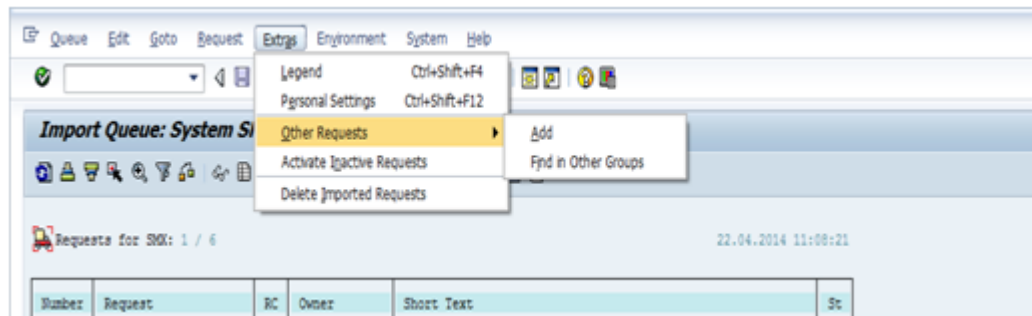 Queue Edit Goto Request Extras Environment System Help
Legend Ctrl+Shift+F4
Personal Settings Ctrl+Shift+F12
Import Queue: System S
Other Requests
Add
Activate Inactive Requests
Find in Other Groups
Delete Imported Requests
Requests for SMX: 1 / 6 22.04.2014 11:08:21
Number Request RC Owner Short Text St